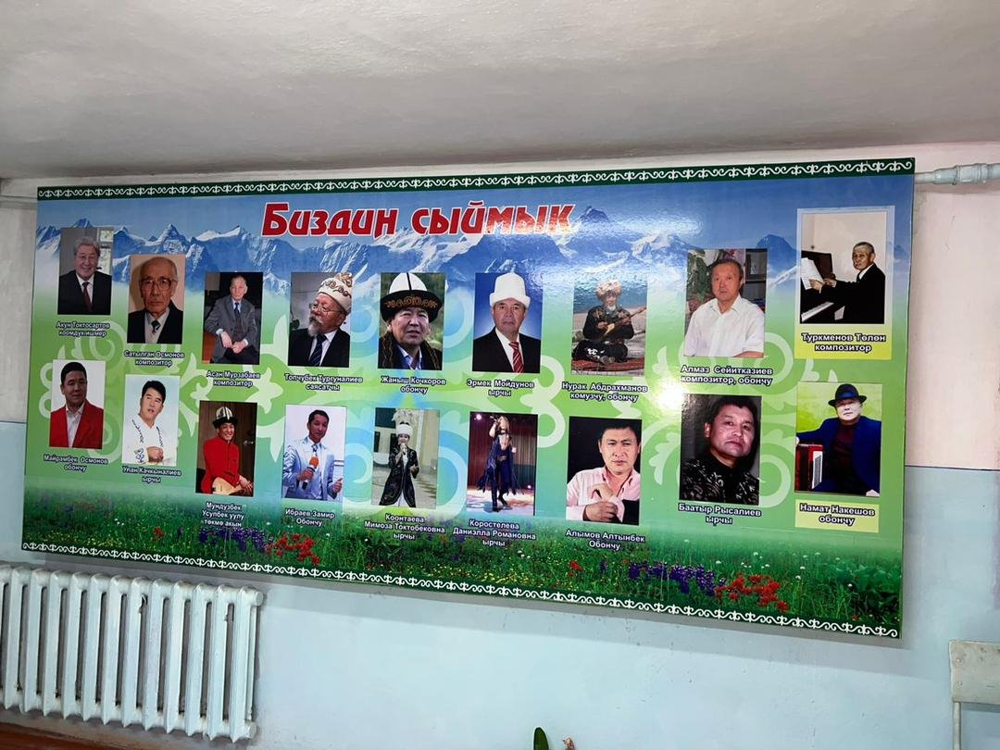 Биздин сыймык
Акун Токтосартов
коомдук ишмер
Сатылган Осмонов
композитор
Асан Мурзабаев
композитор
Топчубек Тургуналиев
саясатчы
Жаныш Кочкоров
обончу
Эрмек Мойдунов
ырчы
Нурак Абдрахманов
комузчу, обончу
Алмаз Сейитказиев
композитор, обончу
Туркменов Төлөн
композитор
Майрамбек Осмонов
обончу
Улан Качкыналиев
ырчы
Мундузбек
Усупбек уулу
төкмө акын
Ибраев Замир
Обончу
Коонтаева
Мимоза Токтобековна
ырчы
Коростелева
Даниэлла Романовна
ырчы
Алымов Алтынбек
Обончу
Баатыр Рысалиев
ырчы
Намат Накешов
обончу